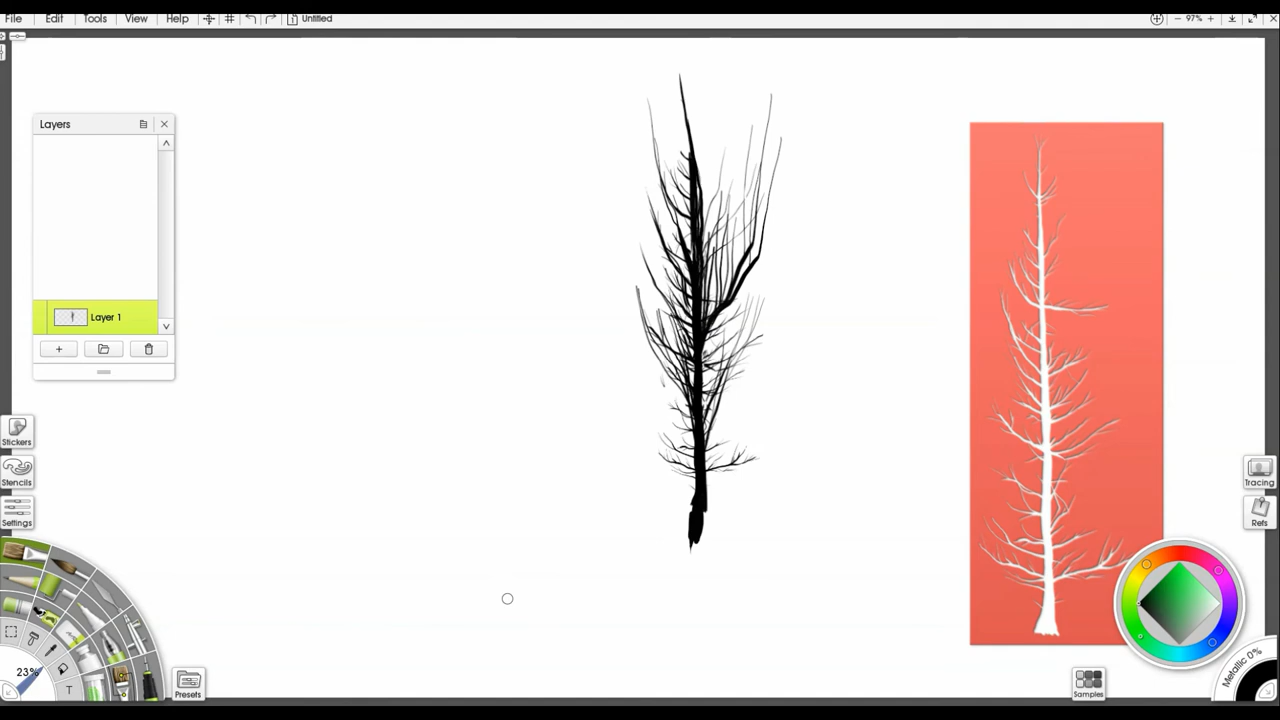 File Edit Tools View Help Untitled 97%
Layers
Layer 1
Stickers
Stencils
Settings
Tracing
Refs
23%
T
Presets
Samples
Metallic 0%